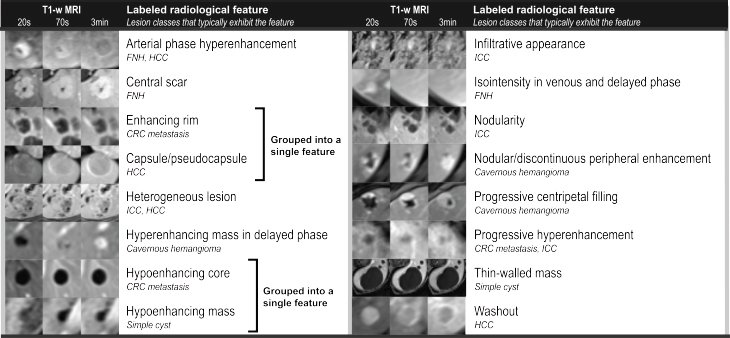 T1-w MRI
Labeled radiological feature
20s 70s 3min
Lesion classes that typically exhibit the feature
Arterial phase hyperenhancement
FNH, HCC
Central scar
FNH
Enhancing rim
CRC metastasis
Grouped into a
single feature
Capsule/pseudocapsule
HCC
Heterogeneous lesion
ICC, HCC
Hyperenhancing mass in delayed phase
Cavernous hemangioma
Hypoenhancing core
CRC metastasis
Grouped into a
single feature
Hypoenhancing mass
Simple cyst
T1-w MRI
Labeled radiological feature
20s 70s 3min
Lesion classes that typically exhibit the feature
Infiltrative appearance
ICC
Isointensity in venous and delayed phase
FNH
Nodularity
ICC
Nodular/discontinuous peripheral enhancement
Cavernous hemangioma
Progressive centripetal filling
Cavernous hemangioma
Progressive hyperenhancement
CRC metastasis, ICC
Thin-walled mass
Simple cyst
Washout
HCC